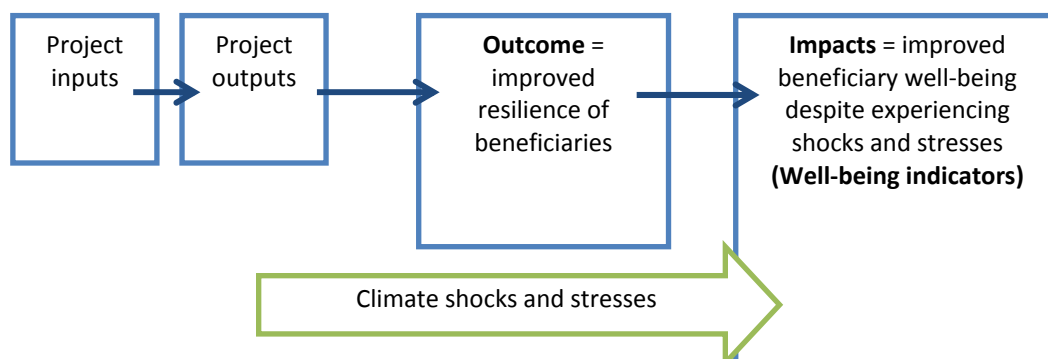 Project
inputs
Project
outputs
Outcome =
improved
resilience of
beneficiaries
Impacts = improved
beneficiary well-being
despite experiencing
shocks and stresses
(Well-being indicators)
Climate shocks and stresses